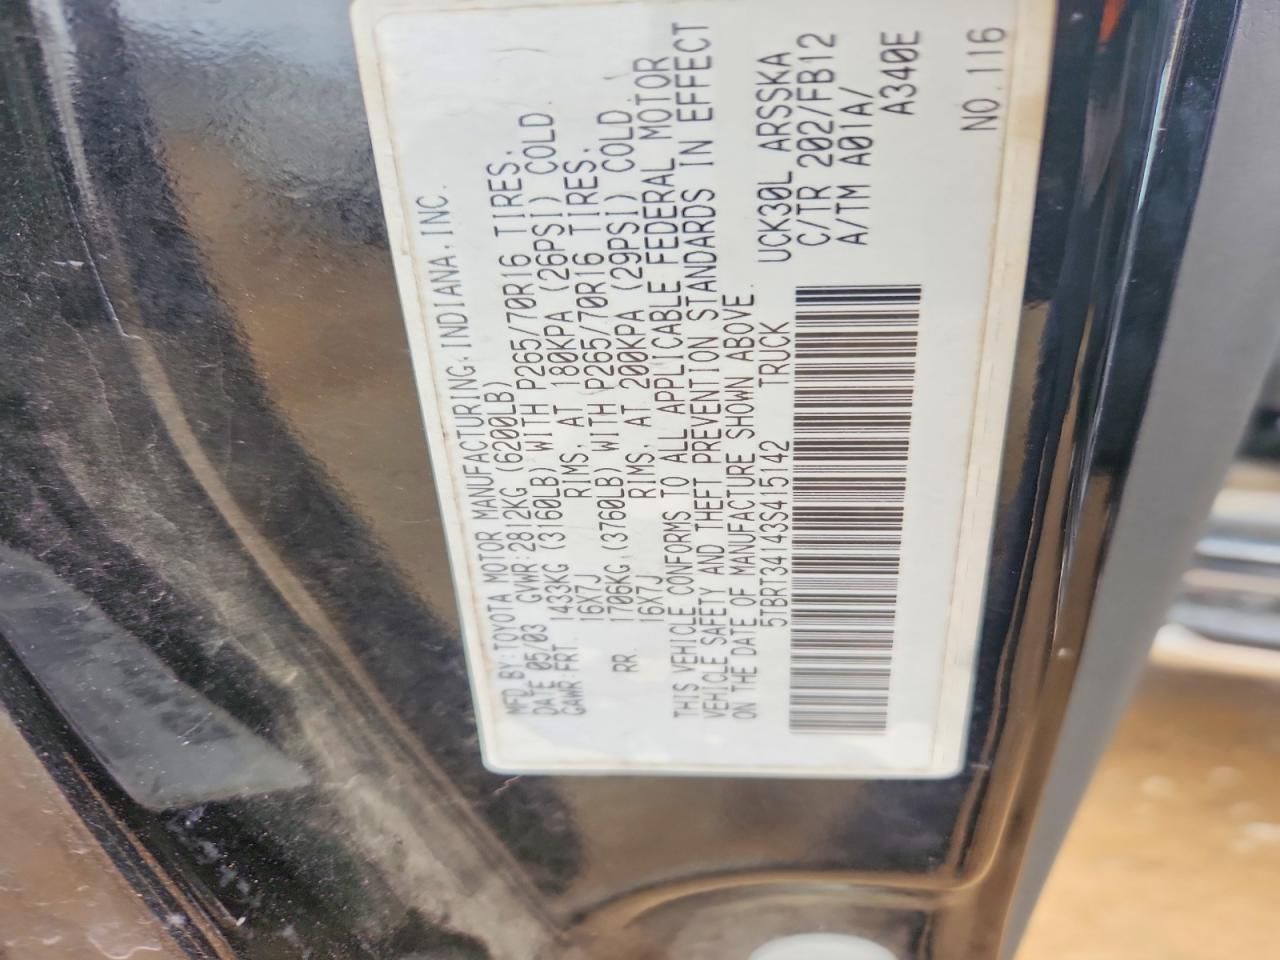 MFD BY:TOYOTA MOTOR MANUFACTURING, INDIANA, INC.
DATE 05/03 GVWR:2812KG (6200LB)
GAWR:FRT. 1433KG (3160LB) WITH P265/70R16 TIRES.
16X7J RIMS, AT 180KPA (26PSI) COLD
RR. 1706KG (3760LB) WITH P265/70R16 TIRES.
16X7J RIMS, AT 200KPA (29PSI) COLD.
THIS VEHICLE CONFORMS TO ALL APPLICABLE FEDERAL MOTOR
VEHICLE SAFETY AND THEFT PREVENTION STANDARDS IN EFFECT
ON THE DATE OF MANUFACTURE SHOWN ABOVE.
5TBRT34143S415142 TRUCK
UCK30L ARSSKA
C/TR 202/FB12
A/TM A01A/
A340E
NO.116